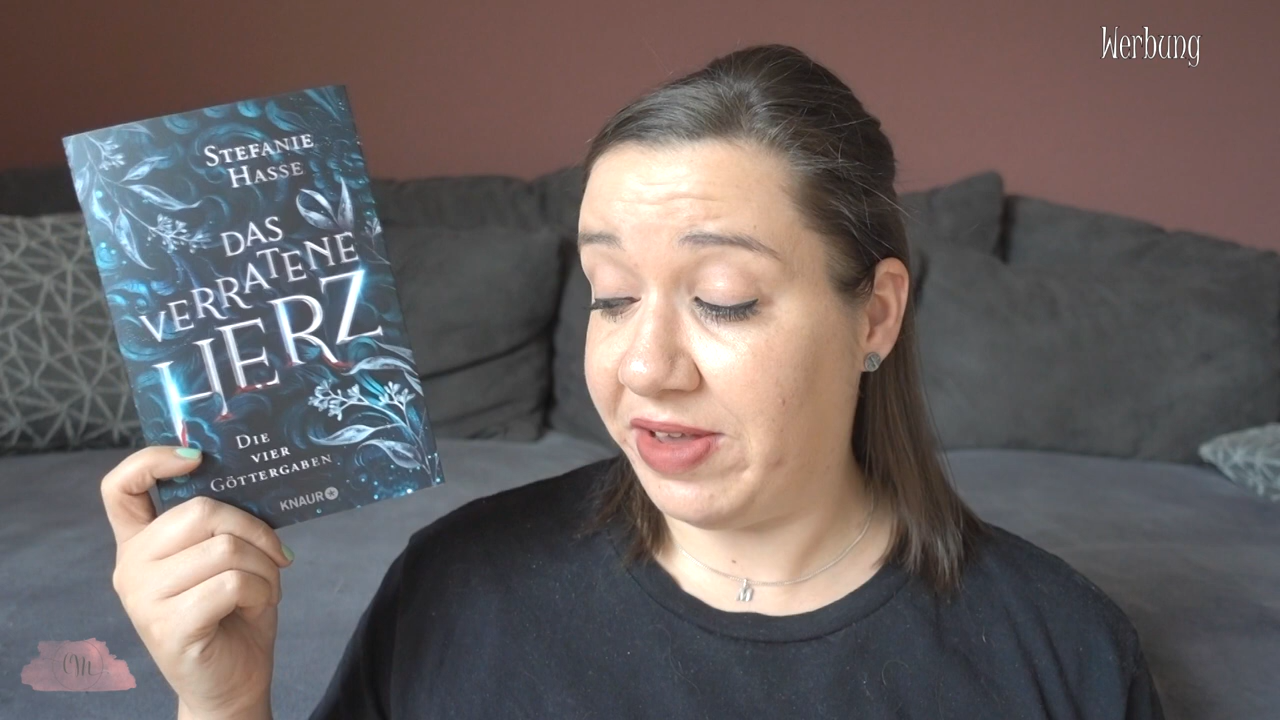 Werbung
STEFANIE
HASSE
DAS
VERRATENE
HERZ
DIE
VIER
GÖTTERGABEN
KNAUR
M
M